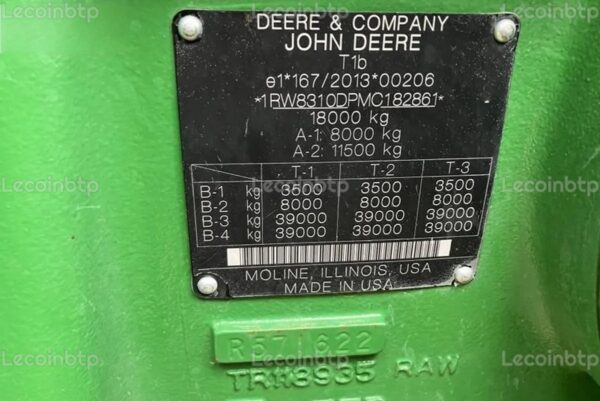 DEERE & COMPANY
JOHN DEERE
T1b
e1*167/2013*00206
*1RW8310DPMC182861*
18000 kg
A-1: 8000 kg
A-2: 11500 kg
T-1 T-2 T-3
B-1 kg 3500 3500 3500
B-2 kg 8000 8000 8000
B-3 kg 39000 39000 39000
B-4 kg 39000 39000 39000
MOLINE, ILLINOIS, USA
MADE IN USA
R571622
TR113935 RAW
Lecoinbtp Lecoinbtp Lecoinbtp
Lecoinbtp Lecoinbtp Lecoinbtp
Lecoinbtp Lecoinbtp Lecoinbtp